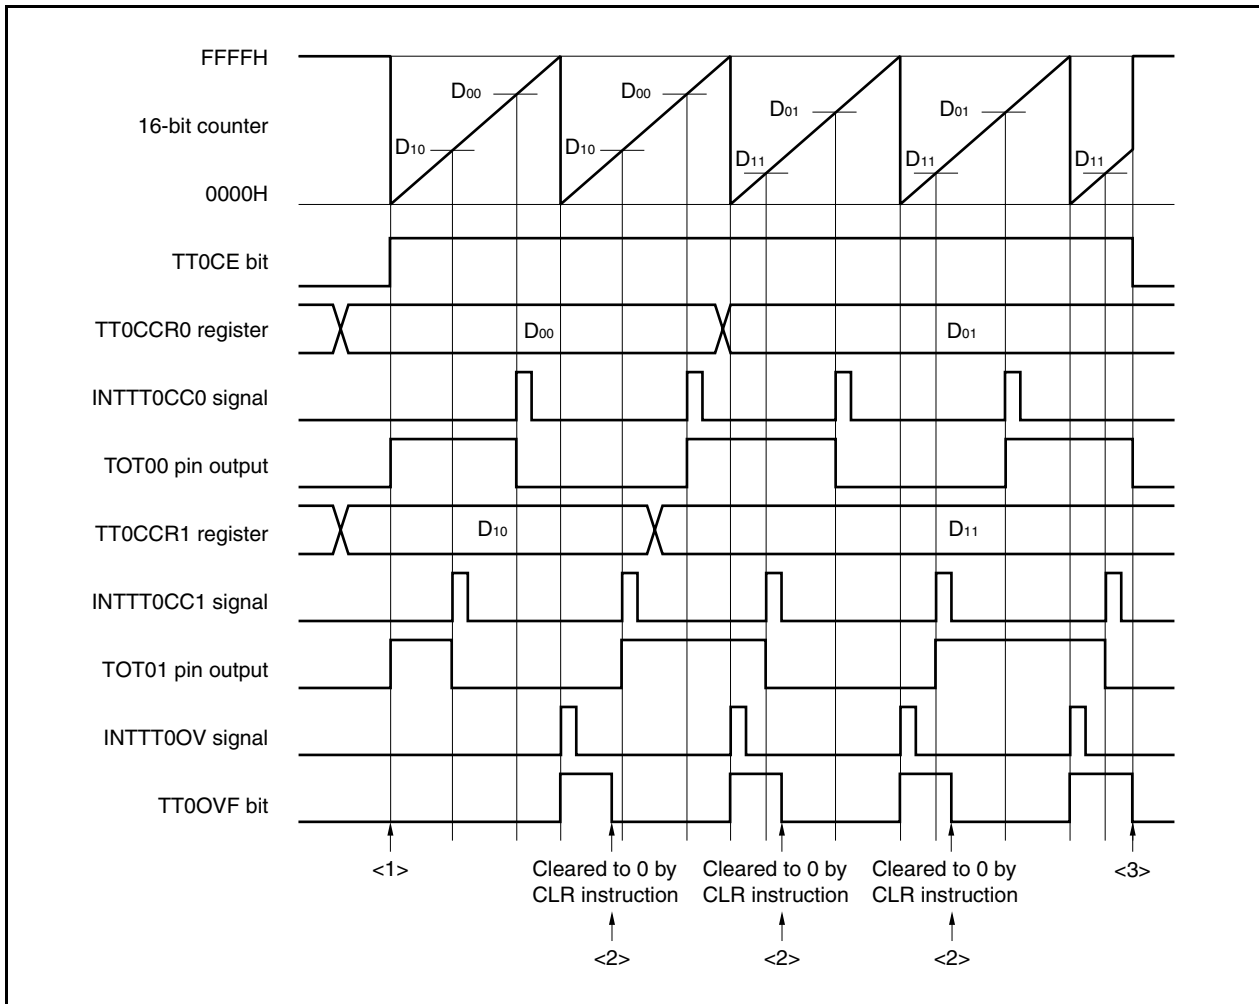 FFFFH
D00 D00
D01 D01
16-bit counter
D10 D10
D11 D11 D11
0000H
TT0CE bit
TT0CCR0 register D00 D01
INTTT0CC0 signal
TOT00 pin output
TT0CCR1 register D10 D11
INTTT0CC1 signal
TOT01 pin output
INTTT0OV signal
TT0OVF bit
<1> Cleared to 0 by Cleared to 0 by Cleared to 0 by <3>
CLR instruction CLR instruction CLR instruction
<2> <2> <2>